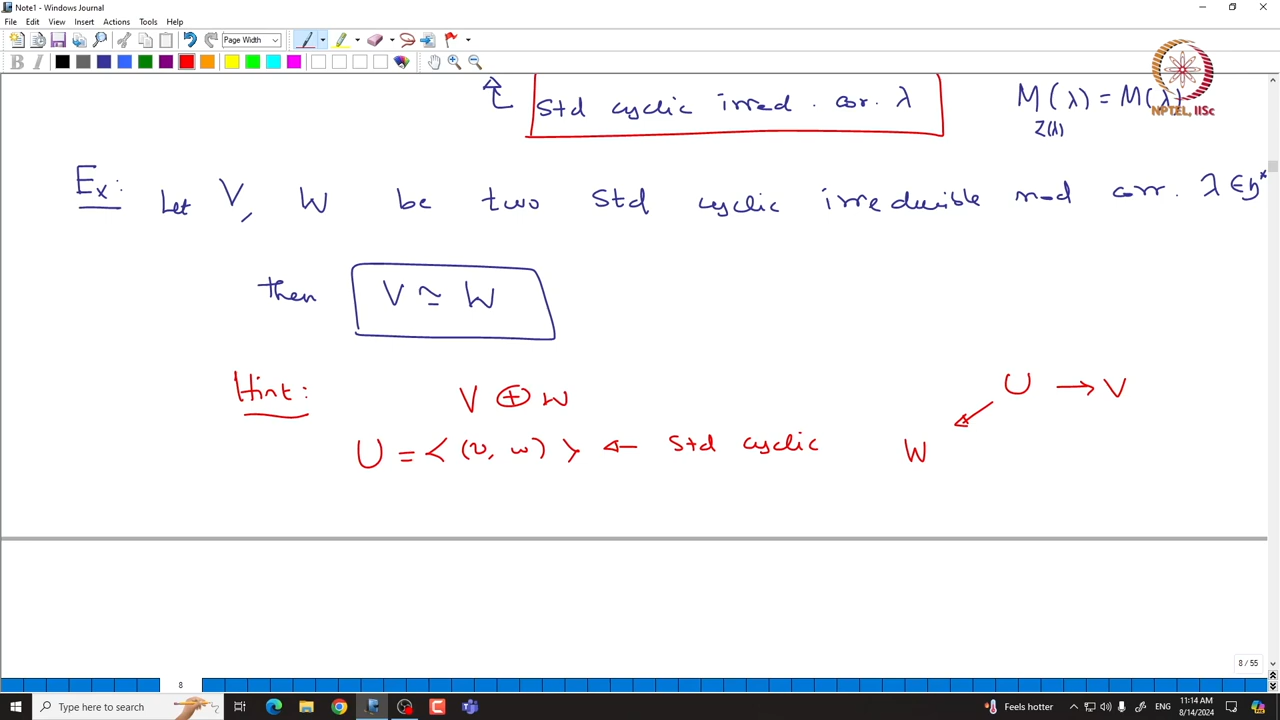 Note1 - Windows Journal
File Edit View Insert Actions Tools Help
Page Width
Std cyclic irred. cor. λ
M(λ) = M(λ)
Z(λ)
NPTEL, IISc
Ex: Let V, W be two std cyclic irreducible mod corr. λ ∈ h*
then V ≃ W
Hint: V ⊕ W
U → V
U = < (v, w) > ← std cyclic
W
8 / 55
8
Type here to search
Feels hotter
ENG
11:14 AM
8/14/2024